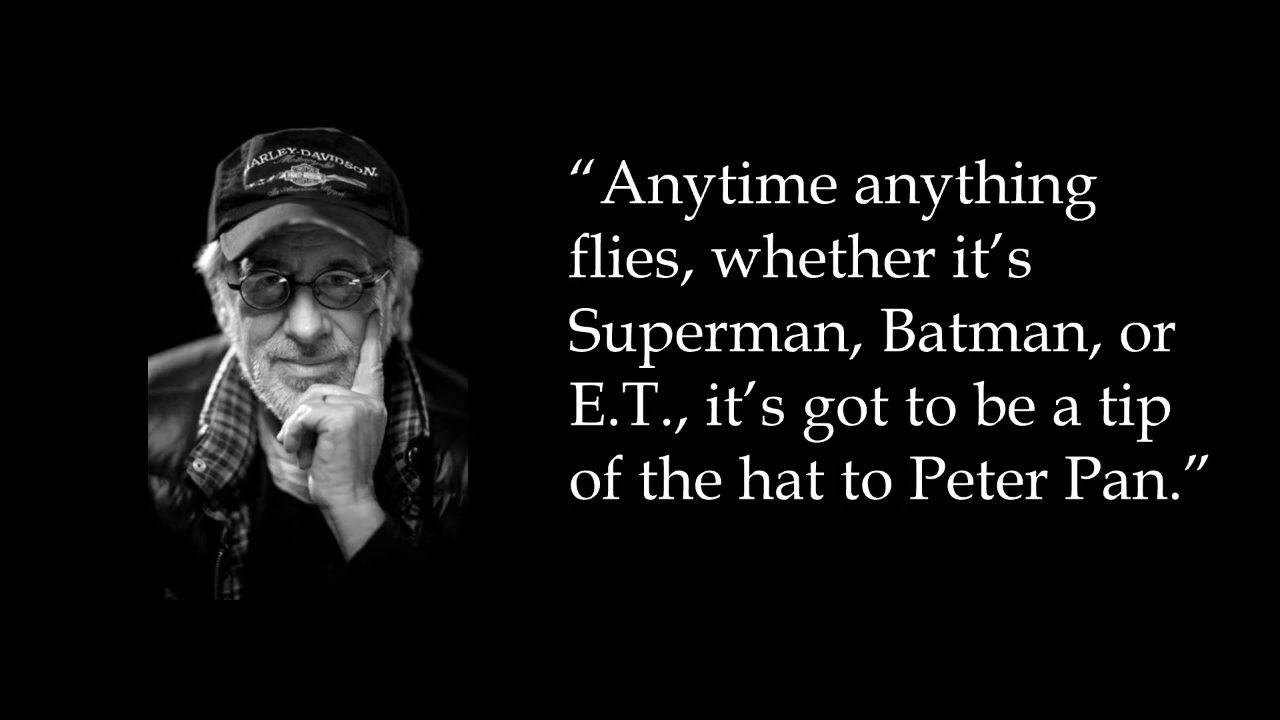 ARLEY-DAVIDSON
“Anytime anything
flies, whether it’s
Superman, Batman, or
E.T., it’s got to be a tip
of the hat to Peter Pan.”